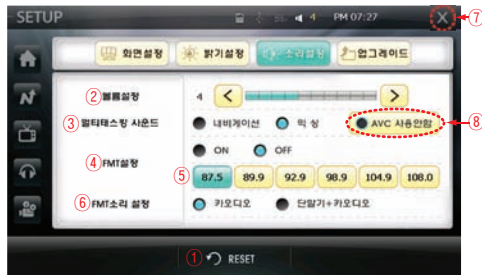 SETUP 4 PM 07:27 X ⑦
화면설정 밝기설정 소리설정 업그레이드
②볼륨설정 4 < >
③멀티태스킹 사운드 내비게이션 믹싱 AVC 사용안함 ⑧
④FMT설정 ON OFF
⑤ 87.5 89.9 92.9 98.9 104.9 108.0
⑥FMT소리 설정 카오디오 단말기+카오디오
① RESET